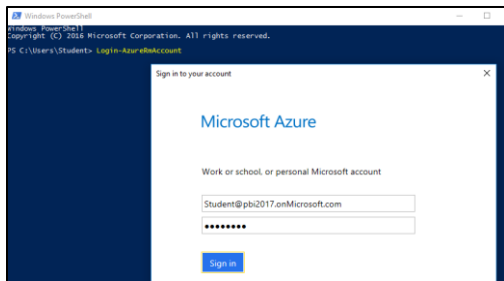 Windows PowerShell
Windows PowerShell
Copyright (C) 2016 Microsoft Corporation. All rights reserved.
PS C:\Users\Student> Login-AzureRmAccount
Sign in to your account
Microsoft Azure
Work or school, or personal Microsoft account
Student@pbi2017.onMicrosoft.com
••••••••
Sign in